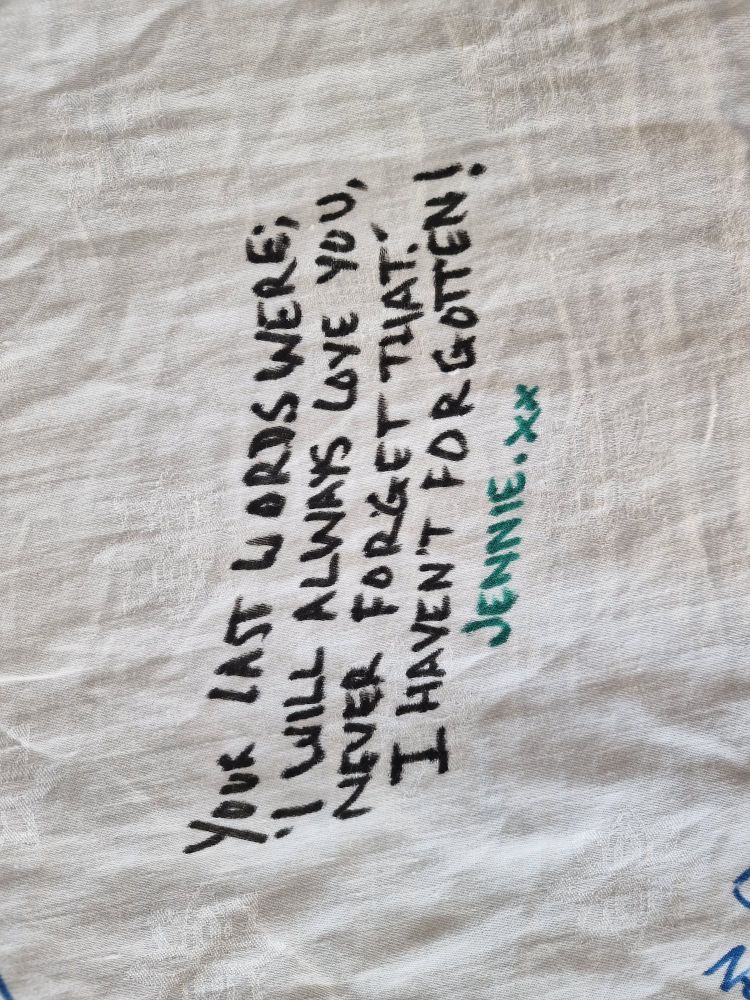 YOUR LAST WORDS WERE;
'I WILL ALWAYS LOVE YOU,
NEVER FORGET THAT.'
I HAVEN'T FORGOTTEN!
JENNIE.xx